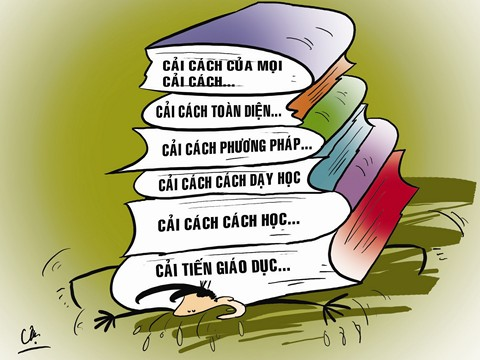 CẢI CÁCH CỦA MỌI
CẢI CÁCH...
CẢI CÁCH TOÀN DIỆN...
CẢI CÁCH PHƯƠNG PHÁP...
CẢI CÁCH CÁCH DẠY HỌC
CẢI CÁCH CÁCH HỌC...
CẢI TIẾN GIÁO DỤC...